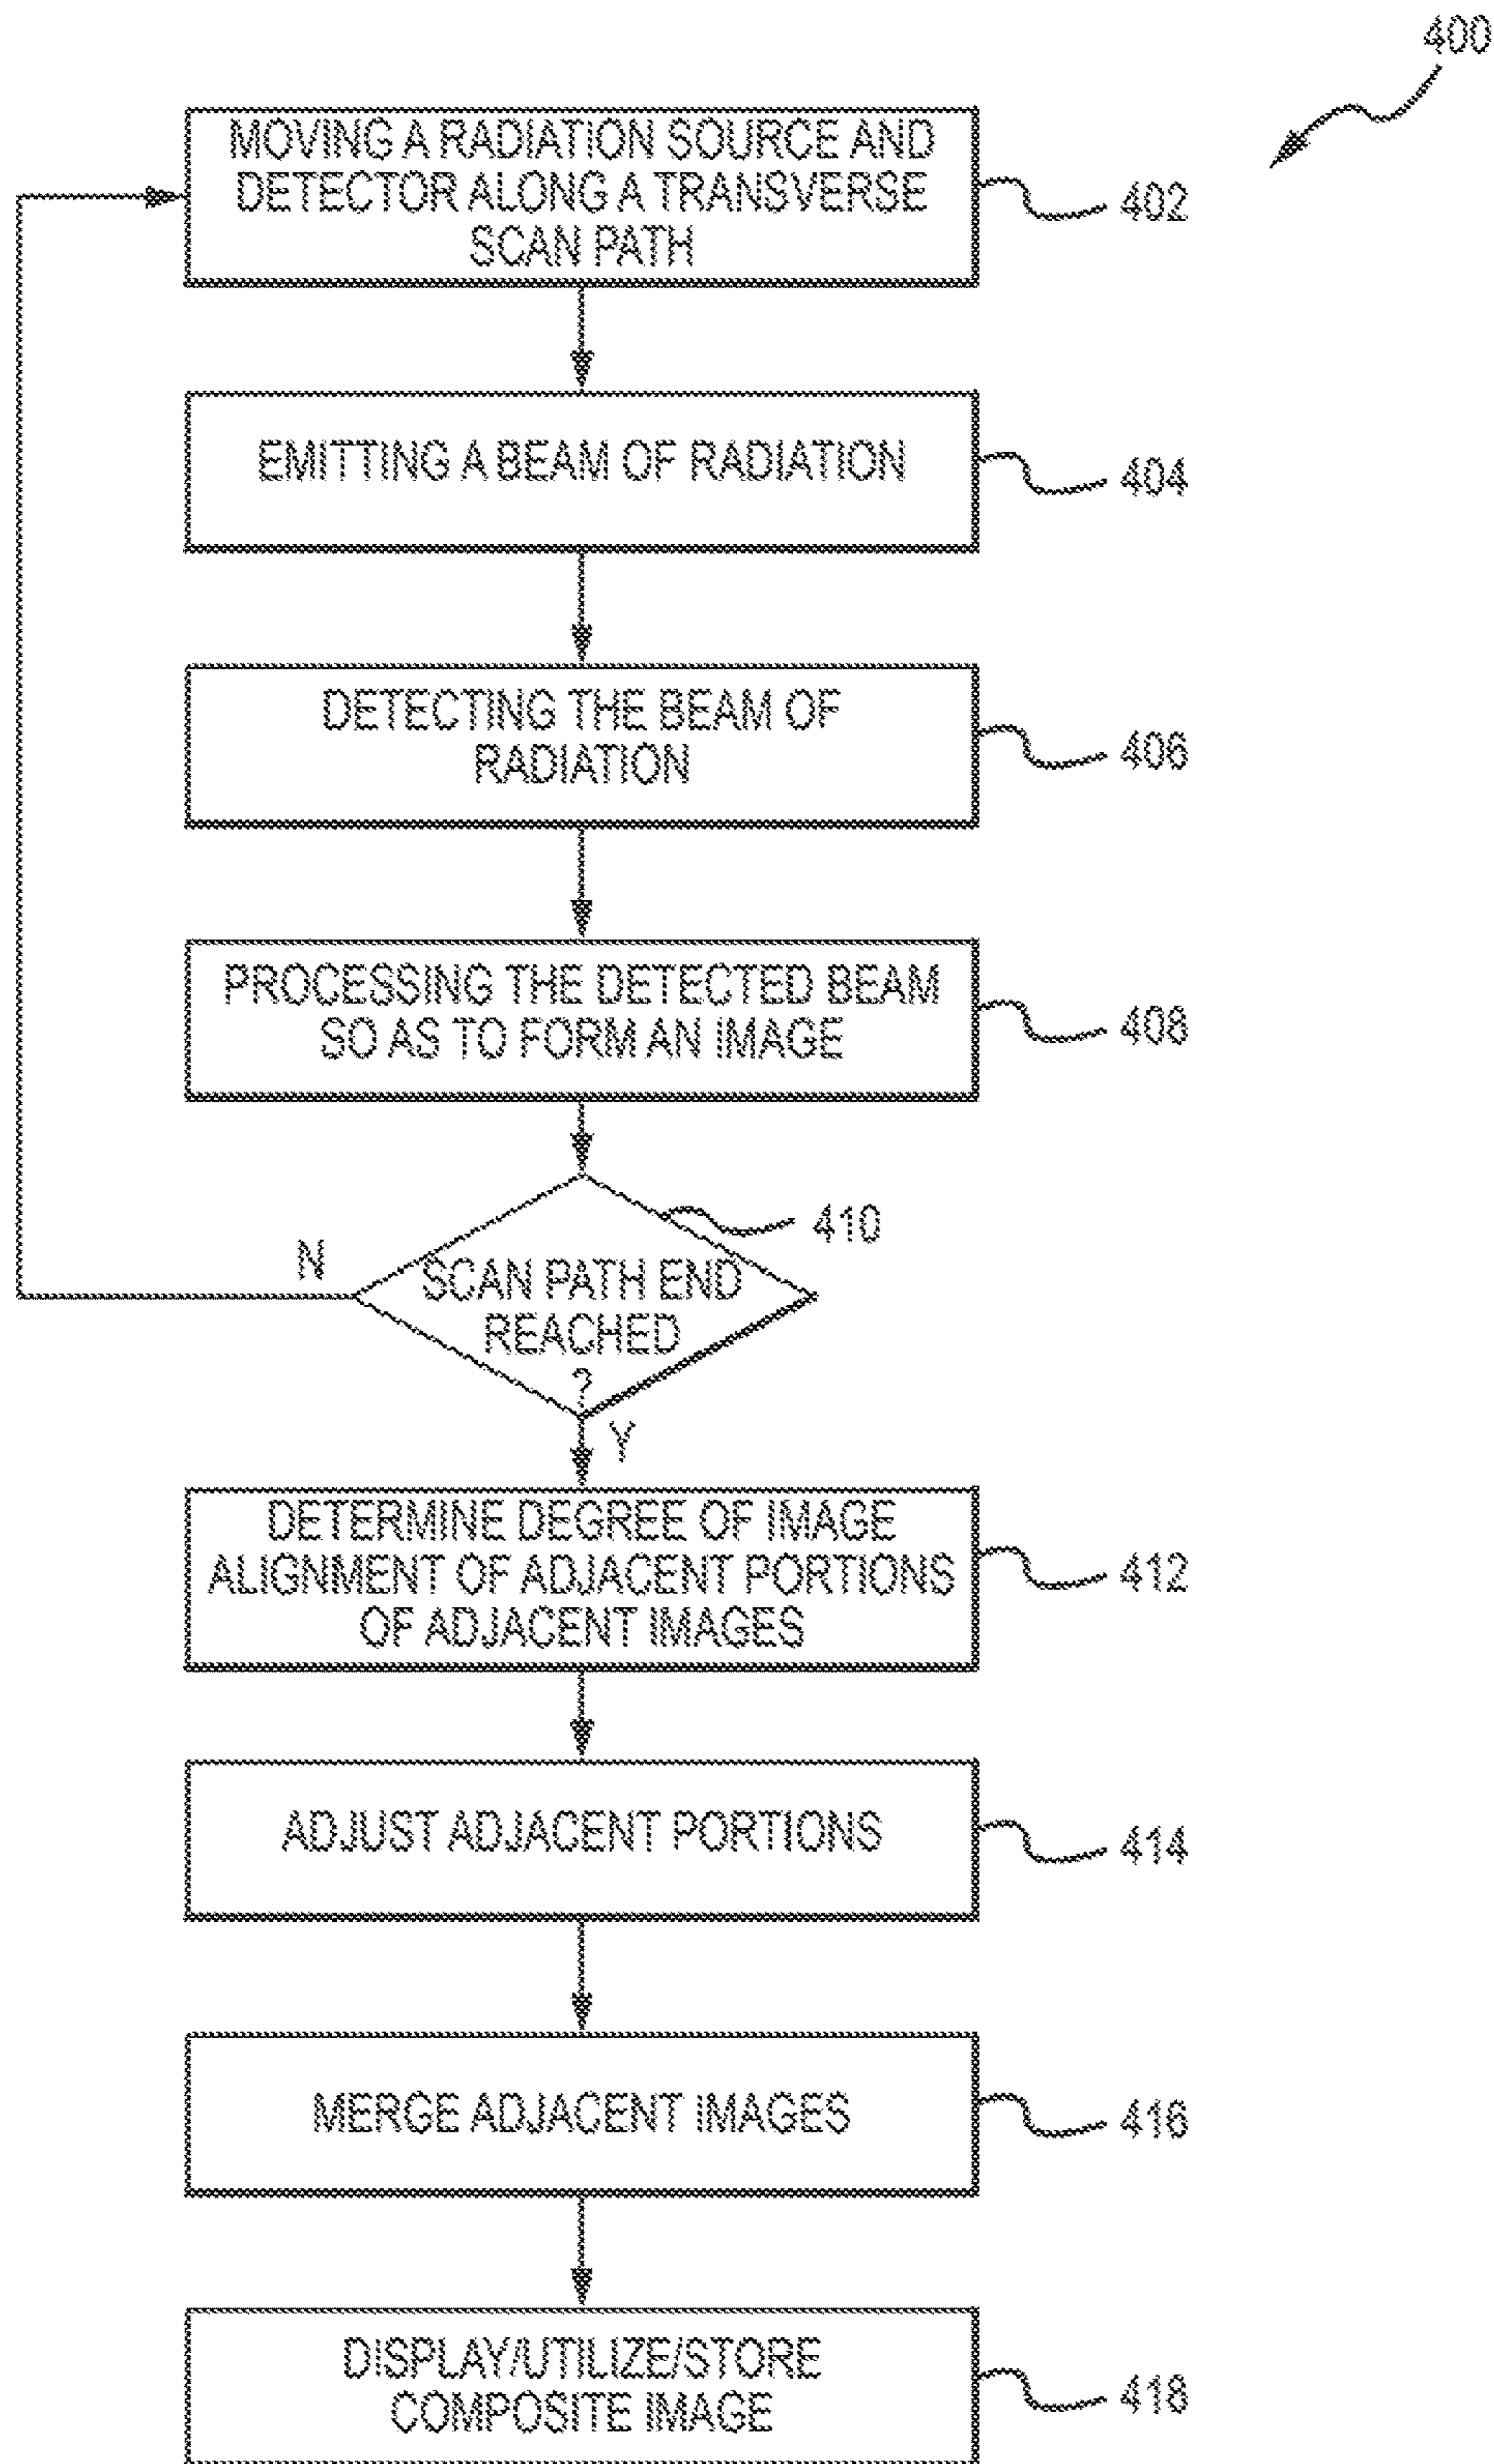 400
MOVING A RADIATION SOURCE AND
DETECTOR ALONG A TRANSVERSE
SCAN PATH
402
EMITTING A BEAM OF RADIATION
404
DETECTING THE BEAM OF
RADIATION
406
PROCESSING THE DETECTED BEAM
SO AS TO FORM AN IMAGE
408
410
N
SCAN PATH END
REACHED
?
Y
DETERMINE DEGREE OF IMAGE
ALIGNMENT OF ADJACENT PORTIONS
OF ADJACENT IMAGES
412
ADJUST ADJACENT PORTIONS
414
MERGE ADJACENT IMAGES
416
DISPLAY/UTILIZE/STORE
COMPOSITE IMAGE
418